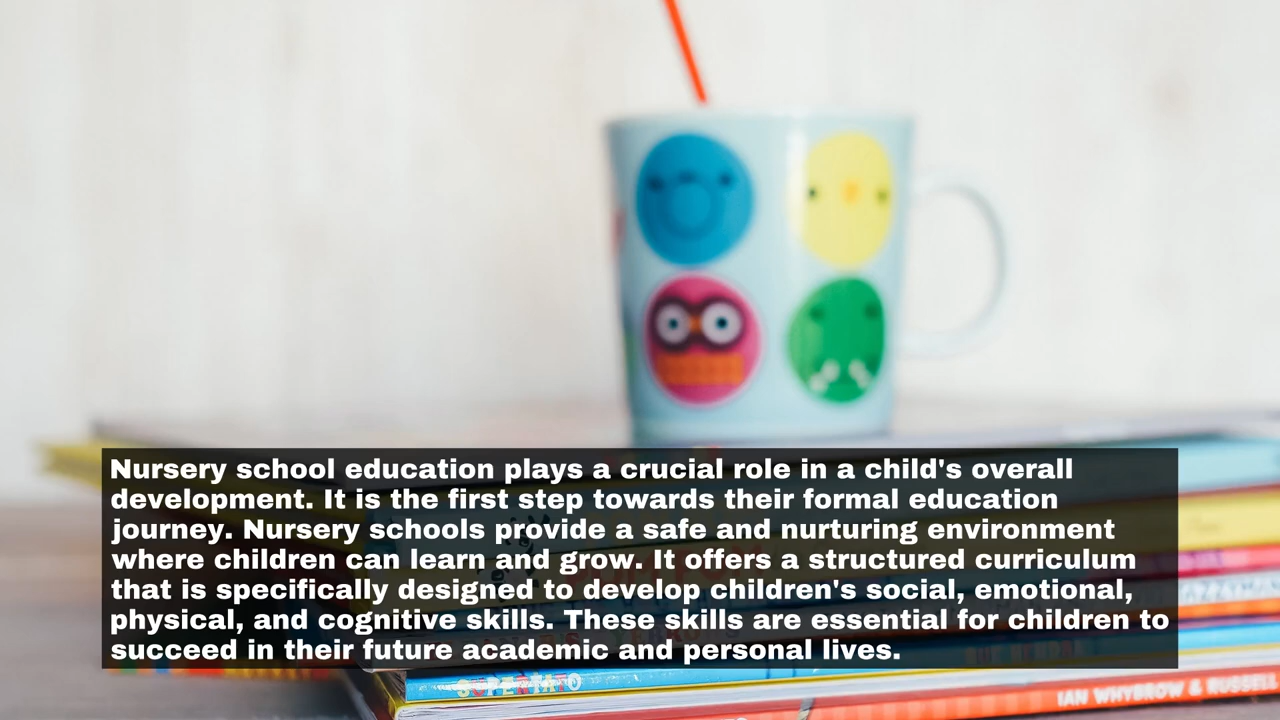 Nursery school education plays a crucial role in a child's overall
development. It is the first step towards their formal education
journey. Nursery schools provide a safe and nurturing environment
where children can learn and grow. It offers a structured curriculum
that is specifically designed to develop children's social, emotional,
physical, and cognitive skills. These skills are essential for children to
succeed in their future academic and personal lives.
SUPERTATO
IAN WHYBROW & RUSSELL